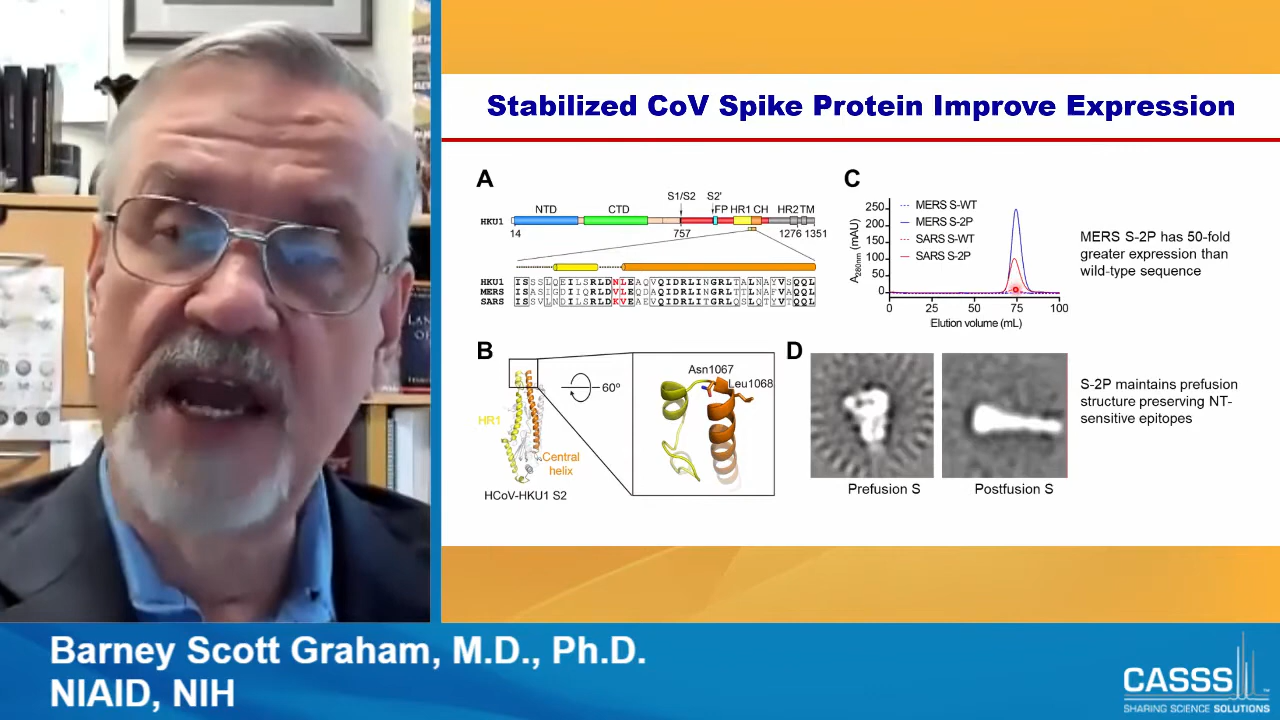 Stabilized CoV Spike Protein Improve Expression
A
S1/S2 S2'
NTD CTD FP HR1 CH HR2 TM
HKU1
14 757 1276 1351
HKU1
MERS
SARS
B
HR1
Central
helix
HCoV-HKU1 S2
60º
Asn1067
Leu1068
C
MERS S-WT
MERS S-2P
SARS S-WT
SARS S-2P
A280nm (mAU)
250
200
150
100
50
0
0 25 50 75 100
Elution volume (mL)
MERS S-2P has 50-fold
greater expression than
wild-type sequence
D
Prefusion S
Postfusion S
S-2P maintains prefusion
structure preserving NT-
sensitive epitopes
Barney Scott Graham, M.D., Ph.D.
NIAID, NIH
CASSS
SHARING SCIENCE SOLUTIONS